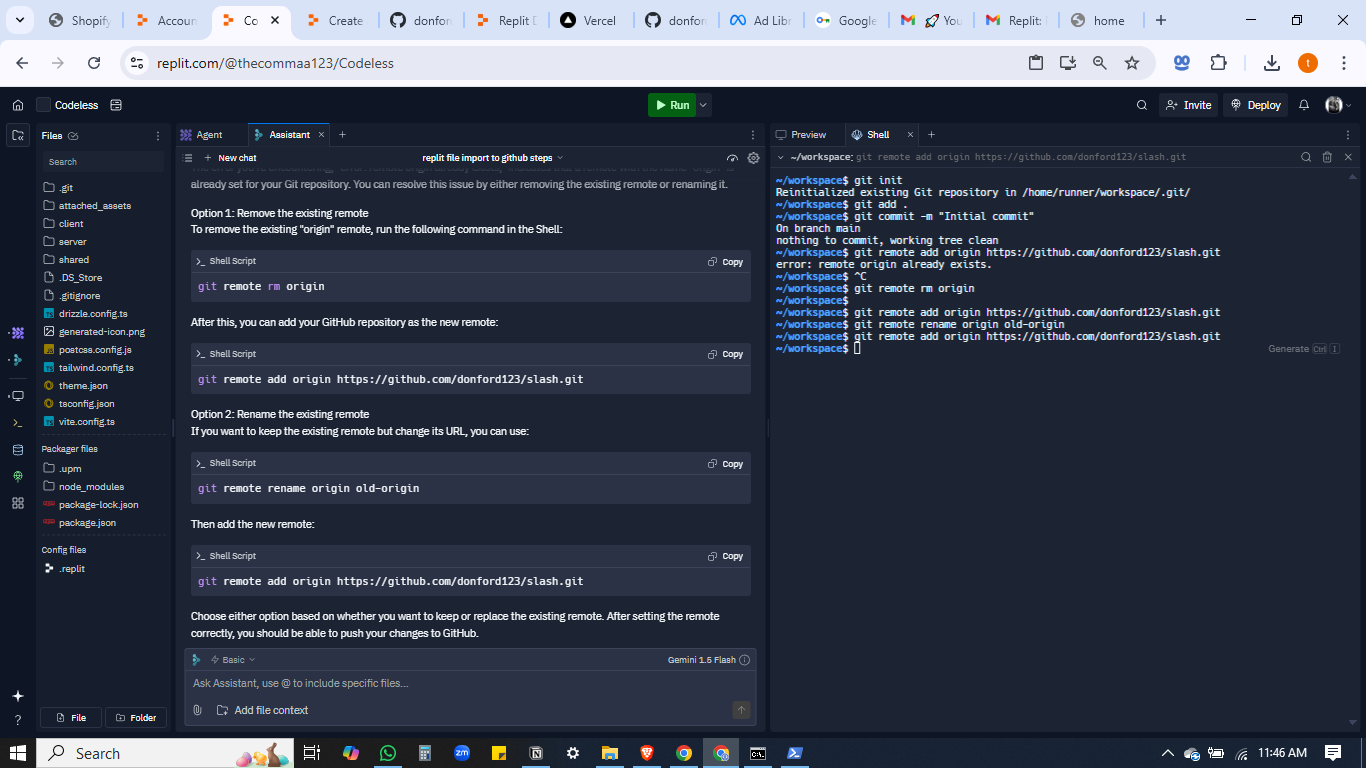 Shopify
Accoun
Co
Create
donfor
Replit D
Vercel
donfor
Ad Libr
Google
You
Replit:
home
replit.com/@thecommaa123/Codeless
t
Codeless
Run
Invite
Deploy
Files
Agent
Assistant
Preview
Shell
Search
New chat
replit file import to github steps
~/workspace: git remote add origin https://github.com/donford123/slash.git
.git
attached_assets
client
server
shared
.DS_Store
.gitignore
drizzle.config.ts
generated-icon.png
postcss.config.js
tailwind.config.ts
theme.json
tsconfig.json
vite.config.ts
Packager files
.upm
node_modules
package-lock.json
package.json
Config files
.replit
File
Folder
already set for your Git repository. You can resolve this issue by either removing the existing remote or renaming it.
Option 1: Remove the existing remote
To remove the existing "origin" remote, run the following command in the Shell:
Shell Script
Copy
git remote rm origin
After this, you can add your GitHub repository as the new remote:
Shell Script
Copy
git remote add origin https://github.com/donford123/slash.git
Option 2: Rename the existing remote
If you want to keep the existing remote but change its URL, you can use:
Shell Script
Copy
git remote rename origin old-origin
Then add the new remote:
Shell Script
Copy
git remote add origin https://github.com/donford123/slash.git
Choose either option based on whether you want to keep or replace the existing remote. After setting the remote
correctly, you should be able to push your changes to GitHub.
Basic
Gemini 1.5 Flash
Ask Assistant, use @ to include specific files...
Add file context
~/workspace$ git init
Reinitialized existing Git repository in /home/runner/workspace/.git/
~/workspace$ git add .
~/workspace$ git commit -m "Initial commit"
On branch main
nothing to commit, working tree clean
~/workspace$ git remote add origin https://github.com/donford123/slash.git
error: remote origin already exists.
~/workspace$ ^C
~/workspace$ git remote rm origin
~/workspace$
~/workspace$ git remote add origin https://github.com/donford123/slash.git
~/workspace$ git remote rename origin old-origin
~/workspace$ git remote add origin https://github.com/donford123/slash.git
~/workspace$
Generate Ctrl I
Search
zm
11:46 AM